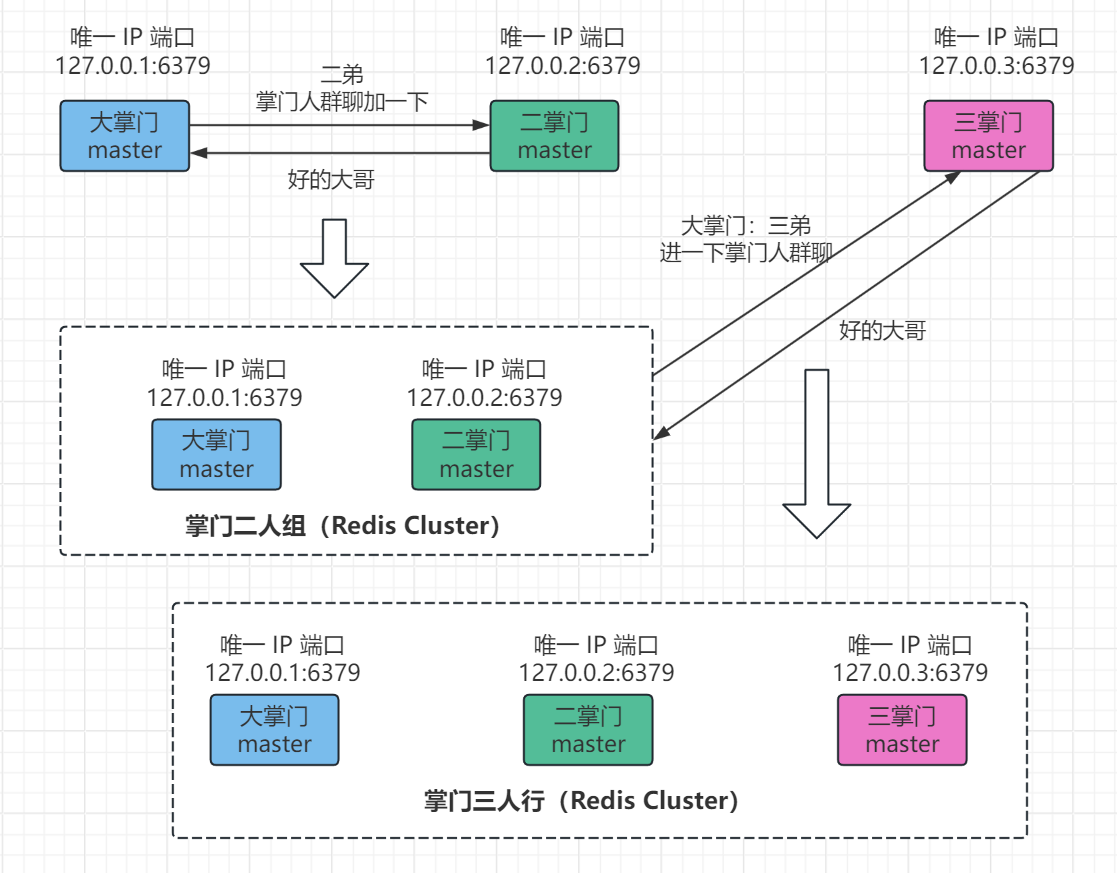 唯一 IP 端口
127.0.0.1:6379
唯一 IP 端口
127.0.0.2:6379
唯一 IP 端口
127.0.0.3:6379
二弟
掌门人群聊加一下
大掌门
master
二掌门
master
三掌门
master
好的大哥
大掌门：三弟
进一下掌门人群聊
好的大哥
唯一 IP 端口
127.0.0.1:6379
唯一 IP 端口
127.0.0.2:6379
大掌门
master
二掌门
master
掌门二人组（Redis Cluster）
唯一 IP 端口
127.0.0.1:6379
唯一 IP 端口
127.0.0.2:6379
唯一 IP 端口
127.0.0.3:6379
大掌门
master
二掌门
master
三掌门
master
掌门三人行（Redis Cluster）